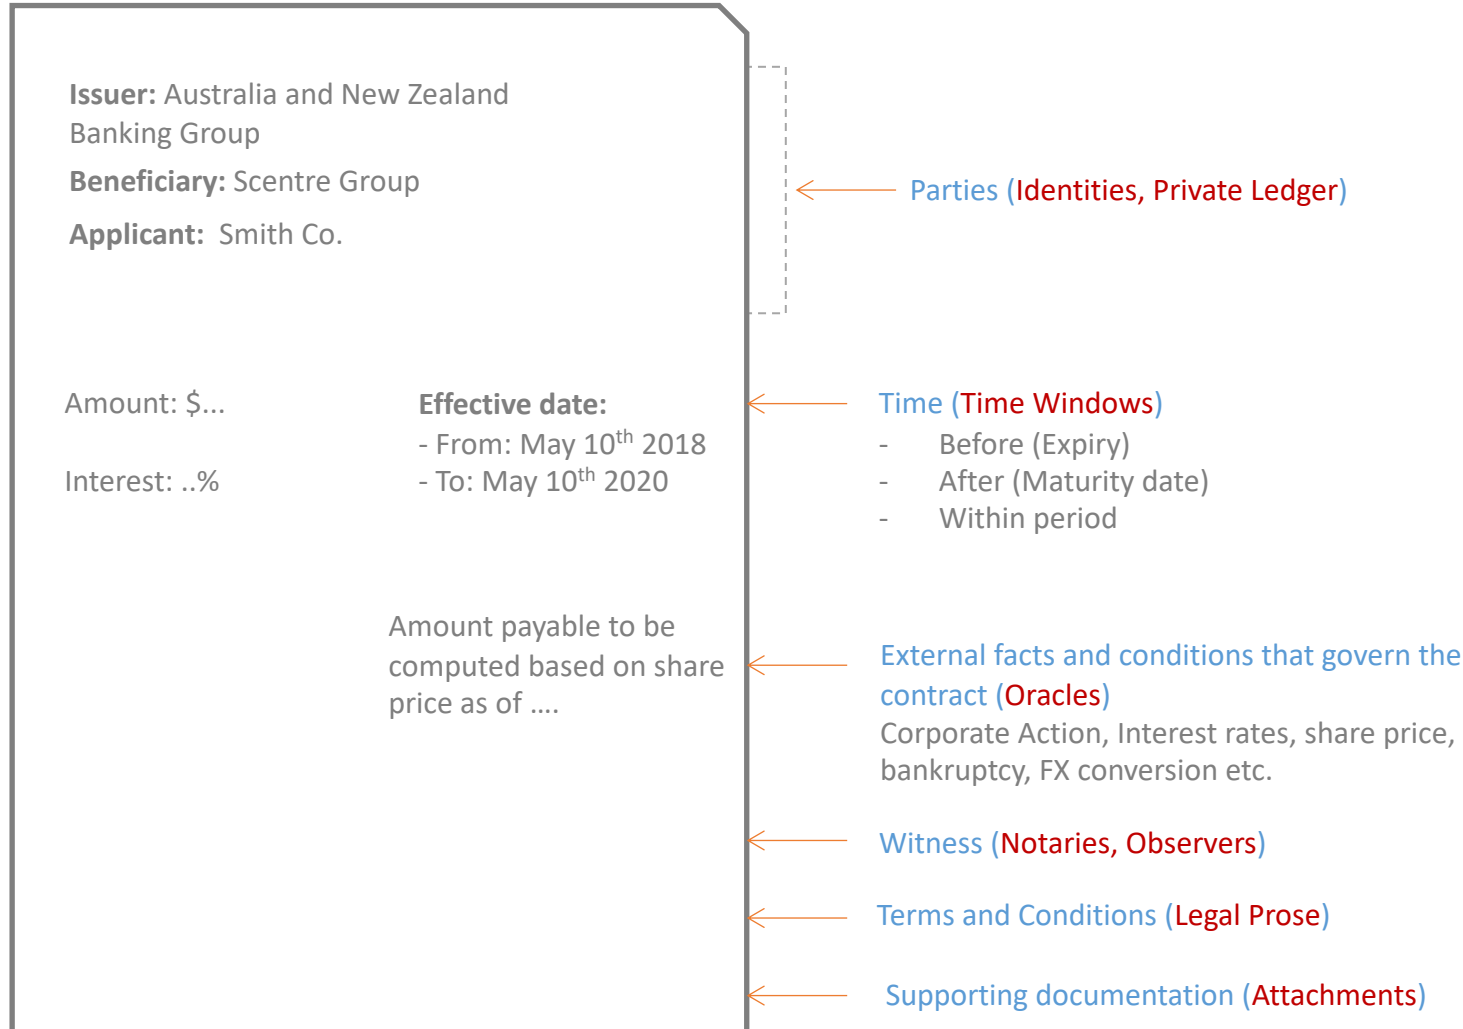 Issuer: Australia and New Zealand
Banking Group
Beneficiary: Scentre Group
Applicant: Smith Co.
Parties (Identities, Private Ledger)
Amount: $...
Interest: ..%
Effective date:
- From: May 10th 2018
- To: May 10th 2020
Time (Time Windows)
- Before (Expiry)
- After (Maturity date)
- Within period
Amount payable to be
computed based on share
price as of ....
External facts and conditions that govern the
contract (Oracles)
Corporate Action, Interest rates, share price,
bankruptcy, FX conversion etc.
Witness (Notaries, Observers)
Terms and Conditions (Legal Prose)
Supporting documentation (Attachments)